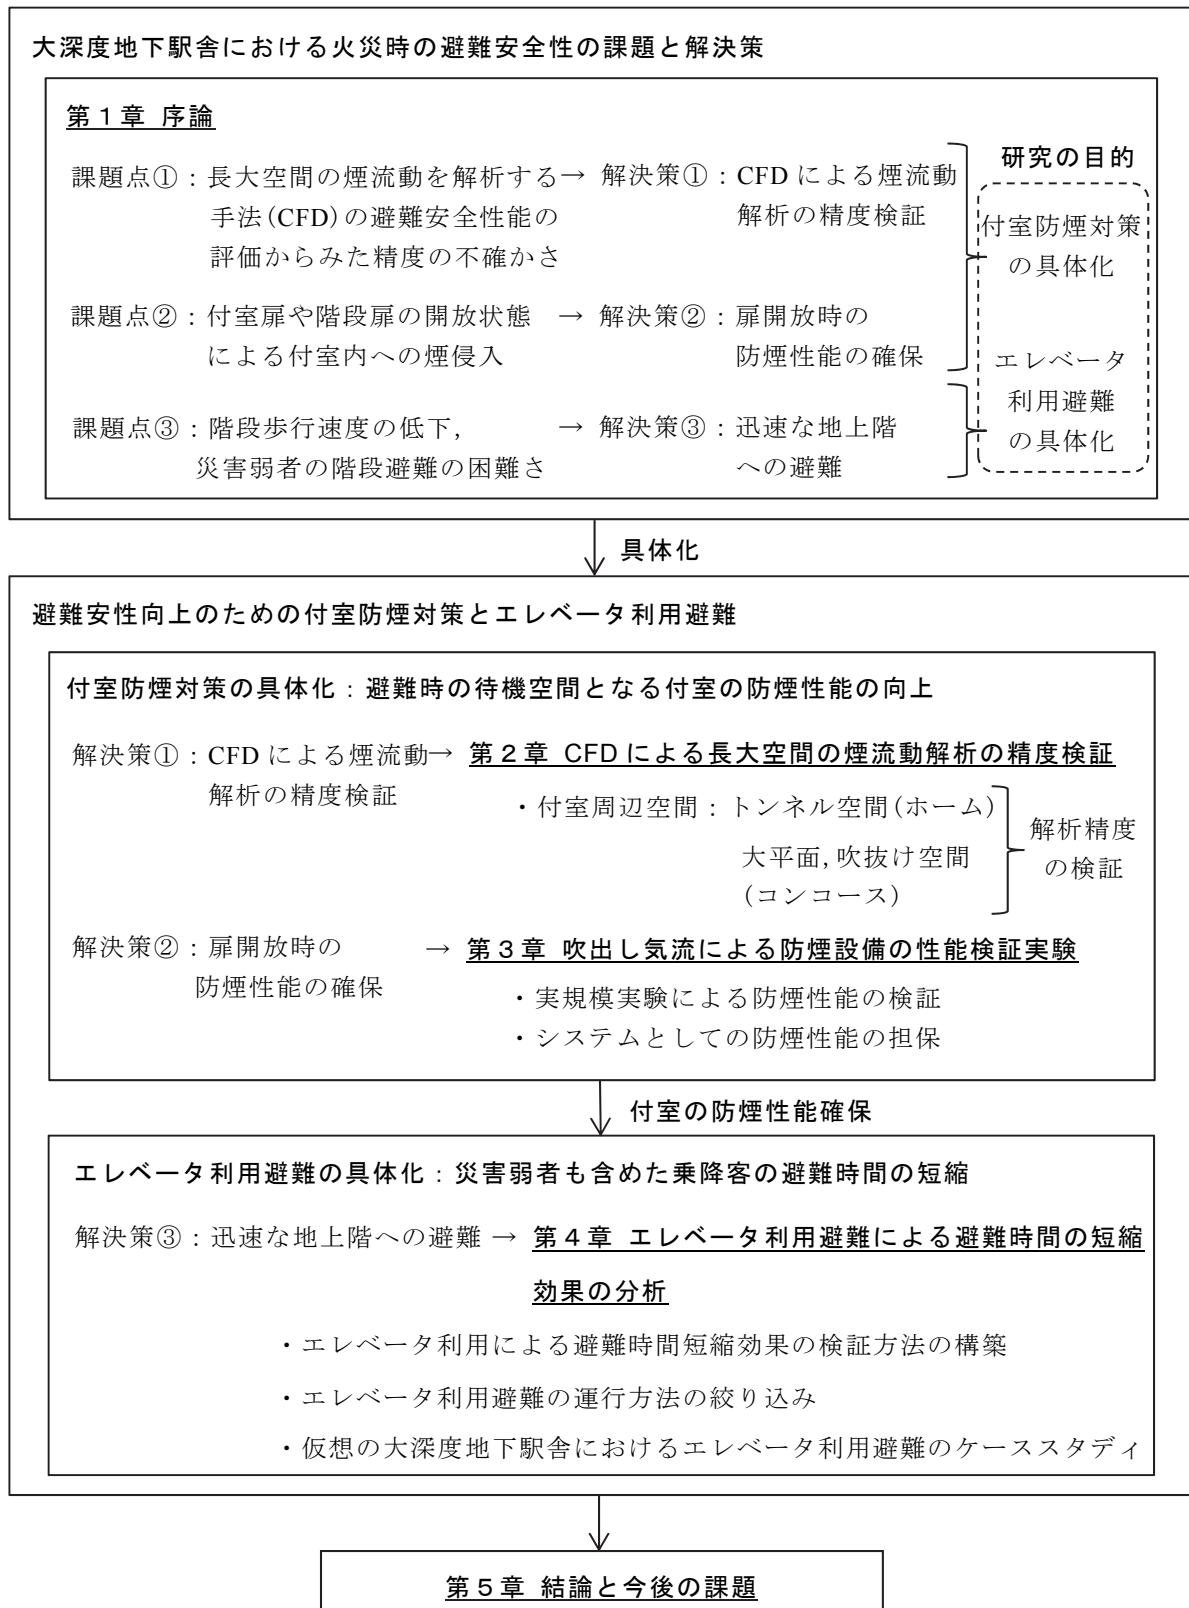 大深度地下駅舎における火災時の避難安全性の課題と解決策
第1章 序論
課題点①：長大空間の煙流動を解析する→ 解決策①：CFDによる煙流動
手法(CFD)の避難安全性能の 解析の精度検証
評価からみた精度の不確かさ
課題点②：付室扉や階段扉の開放状態 → 解決策②：扉開放時の
による付室内への煙侵入 防煙性能の確保
課題点③：階段歩行速度の低下, → 解決策③：迅速な地上階
災害弱者の階段避難の困難さ への避難
研究の目的
付室防煙対策
の具体化
エレベータ
利用避難
の具体化
具体化
避難安性向上のための付室防煙対策とエレベータ利用避難
付室防煙対策の具体化：避難時の待機空間となる付室の防煙性能の向上
解決策①：CFDによる煙流動→ 第2章 CFDによる長大空間の煙流動解析の精度検証
解析の精度検証
・付室周辺空間：トンネル空間(ホーム)
大平面,吹抜け空間
(コンコース)
解析精度
の検証
解決策②：扉開放時の → 第3章 吹出し気流による防煙設備の性能検証実験
防煙性能の確保
・実規模実験による防煙性能の検証
・システムとしての防煙性能の担保
付室の防煙性能確保
エレベータ利用避難の具体化：災害弱者も含めた乗降客の避難時間の短縮
解決策③：迅速な地上階への避難 → 第4章 エレベータ利用避難による避難時間の短縮
効果の分析
・エレベータ利用による避難時間短縮効果の検証方法の構築
・エレベータ利用避難の運行方法の絞り込み
・仮想の大深度地下駅舎におけるエレベータ利用避難のケーススタディ
第5章 結論と今後の課題